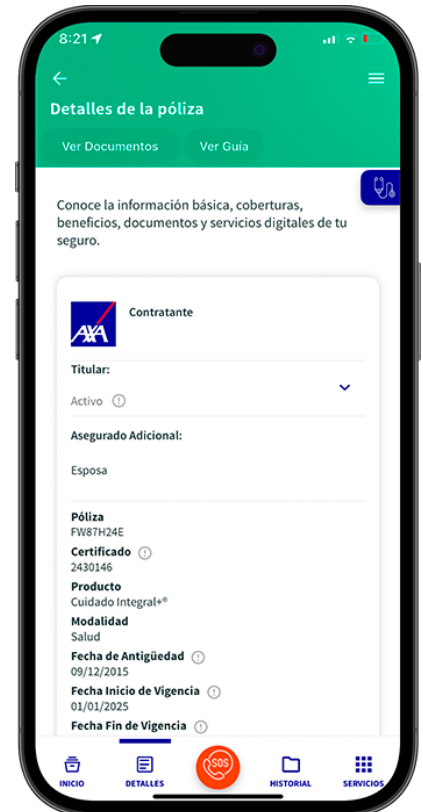 8:21
Detalles de la póliza
Ver Documentos
Ver Guía
Conoce la información básica, coberturas,
beneficios, documentos y servicios digitales de tu
seguro.
AXA
Contratante
Titular:
Activo
Asegurado Adicional:
Esposa
Póliza
FW87H24E
Certificado
2430146
Producto
Cuidado Integral+®
Modalidad
Salud
Fecha de Antigüedad
09/12/2015
Fecha Inicio de Vigencia
01/01/2025
Fecha Fin de Vigencia
INICIO
DETALLES
SOS
HISTORIAL
SERVICIOS